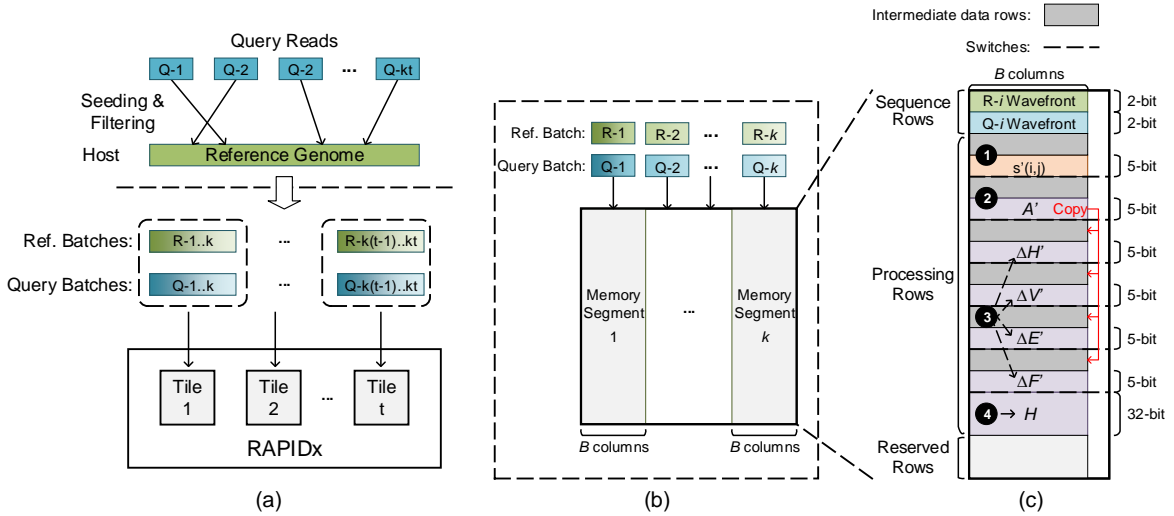 Query Reads
Q-1 Q-2 Q-2 ... Q-kt
Seeding &
Filtering
Host
Reference Genome
Ref. Batches: R-1..k ... R-k(t-1)..kt
Query Batches: Q-1..k ... Q-k(t-1)..kt
Tile
1
Tile
2
...
Tile
t
RAPIDx
(a)
Ref. Batch: R-1 R-2 ... R-k
Query Batch: Q-1 Q-2 ... Q-k
Memory
Segment
1
...
Memory
Segment
k
B columns
B columns
(b)
Intermediate data rows:
Switches:
B columns
Sequence
Rows
R-i Wavefront 2-bit
Q-i Wavefront 2-bit
Processing
Rows
1
s'(i,j) 5-bit
2
A' Copy 5-bit
ΔH' 5-bit
ΔV' 5-bit
3
ΔE' 5-bit
ΔF' 5-bit
4 H 32-bit
Reserved
Rows
(c)